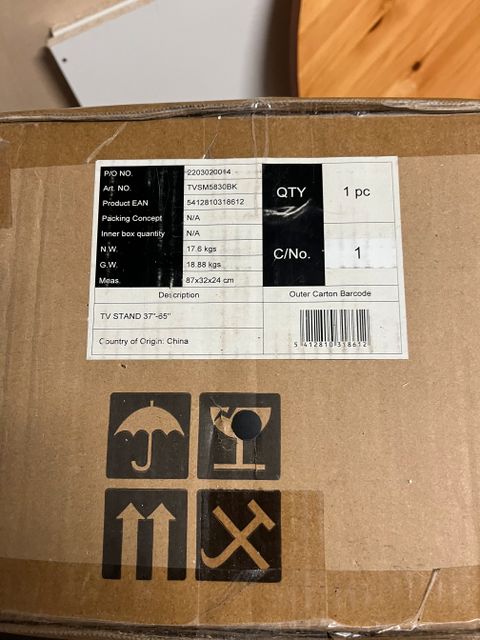 P/O NO. 2203020014
Art. NO. TVSM5830BK
Product EAN 5412810318612
Packing Concept N/A
Inner box quantity N/A
N.W. 17.6 kgs
G.W. 18.88 kgs
Meas. 87x32x24 cm
QTY 1 pc
C/No. 1
Description
Outer Carton Barcode
TV STAND 37"-65"
Country of Origin: China
5 412810 318612